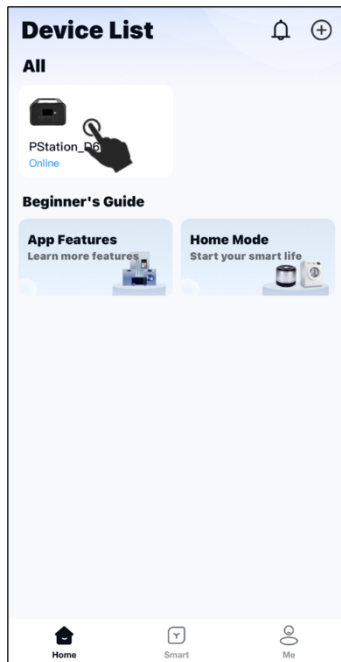 Device List
All
PStation_D6
Online
Beginner's Guide
App Features
Learn more features
Home Mode
Start your smart life
Home
Smart
Me